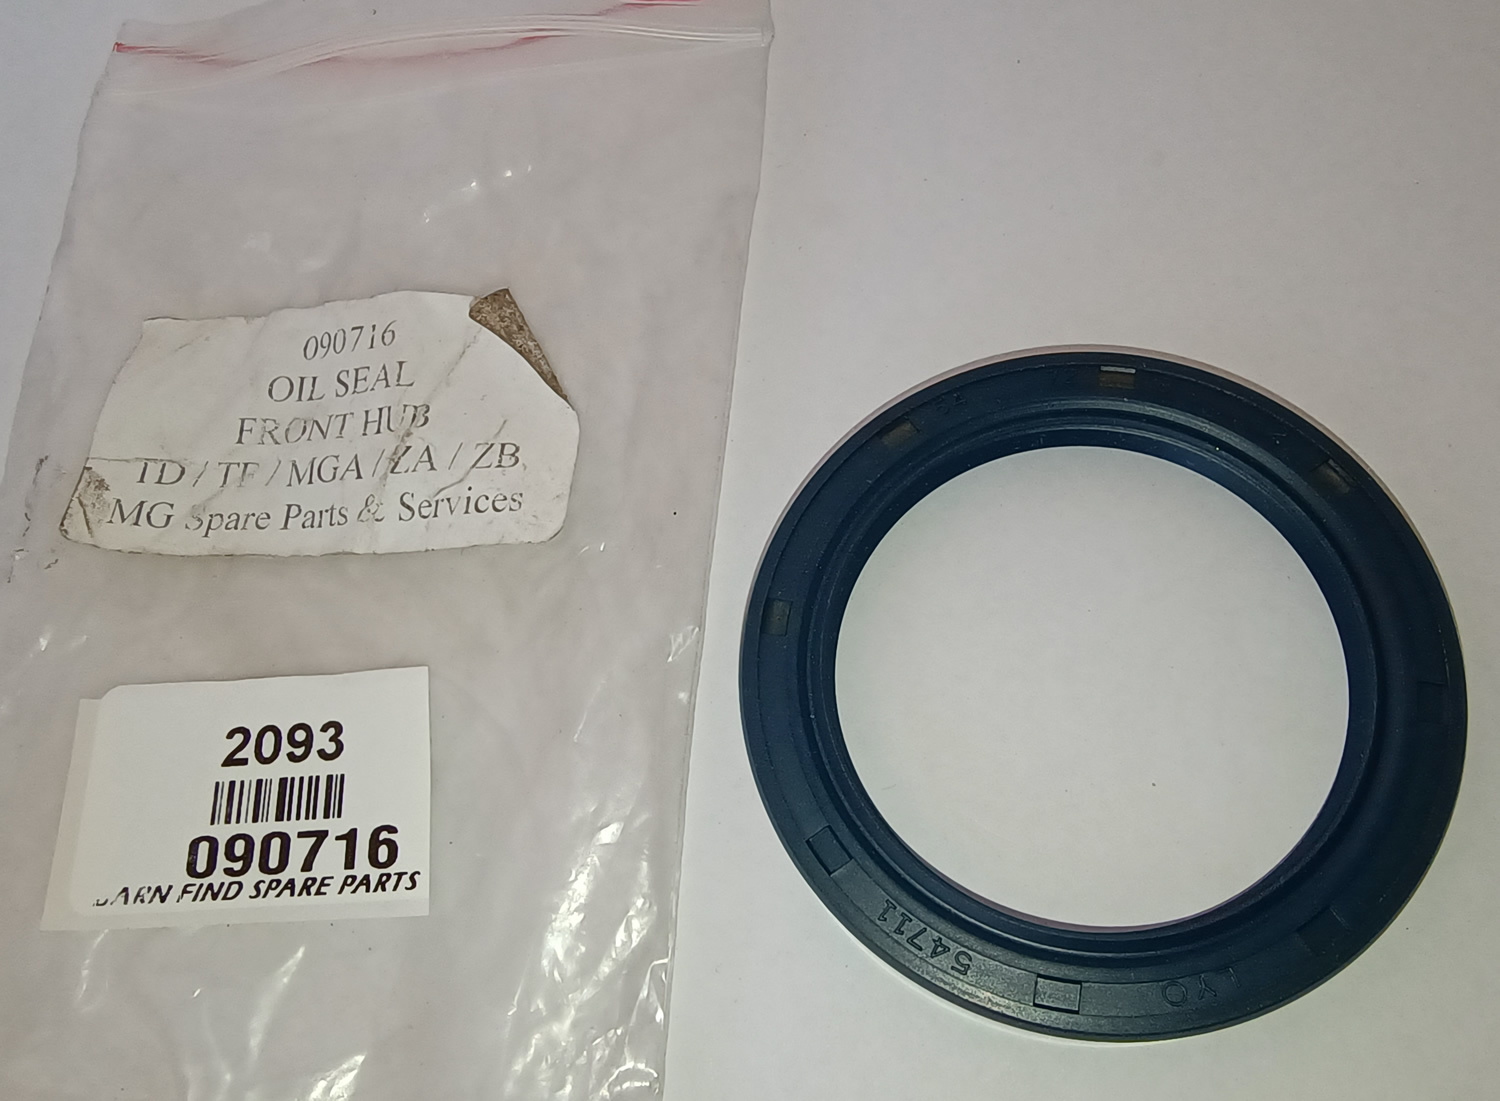 090716
OIL SEAL
FRONT HUB
TD / TF / MGA / ZA / ZB
MG Spare Parts & Services
2093
090716
BARN FIND SPARE PARTS
54711